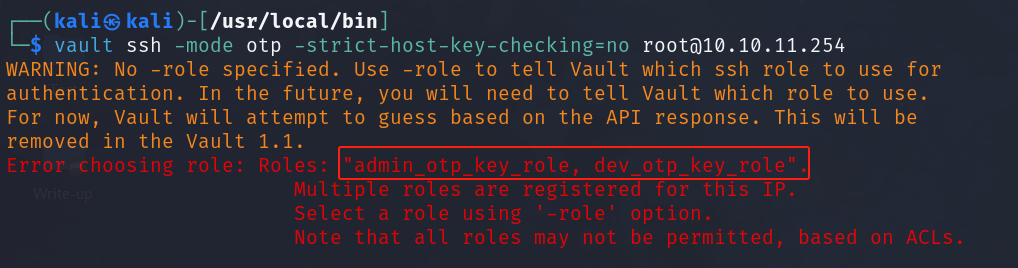 ┌──(kali㉿kali)-[/usr/local/bin]
└─$ vault ssh -mode otp -strict-host-key-checking=no root@10.10.11.254
WARNING: No -role specified. Use -role to tell Vault which ssh role to use for
authentication. In the future, you will need to tell Vault which role to use.
For now, Vault will attempt to guess based on the API response. This will be
removed in the Vault 1.1.
Error choosing role: Roles: "admin_otp_key_role, dev_otp_key_role".
Write-up
Multiple roles are registered for this IP.
Select a role using '-role' option.
Note that all roles may not be permitted, based on ACLs.